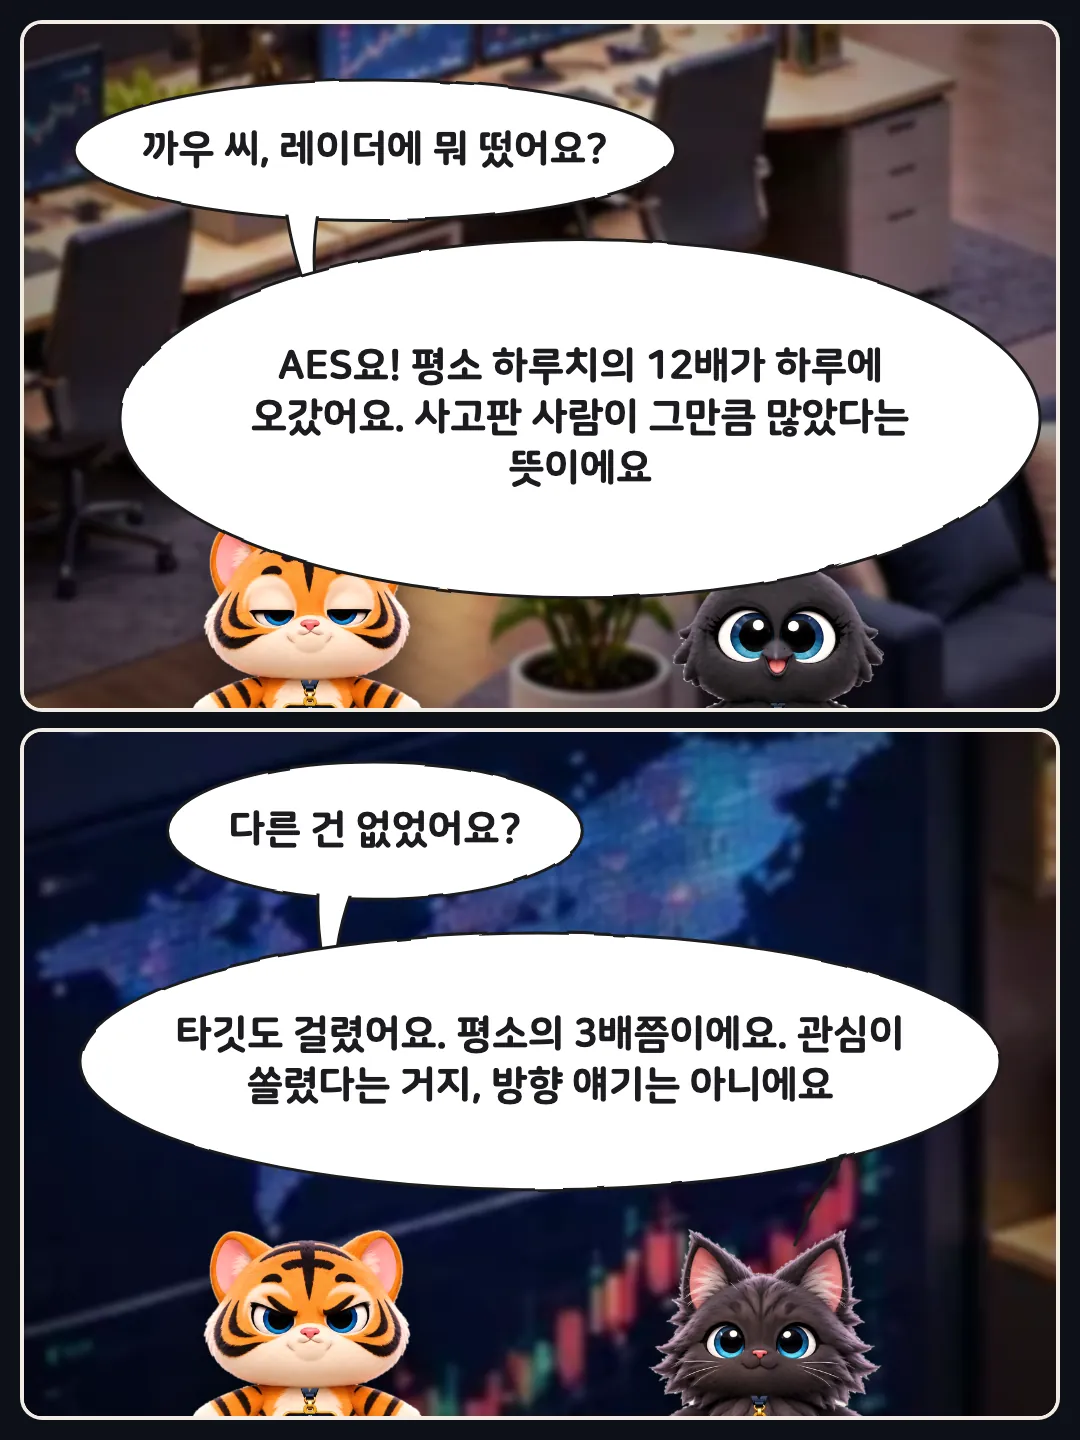 까우 씨, 레이더에 뭐 떴어요?
AES요! 평소 하루치의 12배가 하루에
오갔어요. 사고판 사람이 그만큼 많았다는
뜻이에요
다른 건 없었어요?
타깃도 걸렸어요. 평소의 3배쯤이에요. 관심이
쏠렸다는 거지, 방향 얘기는 아니에요